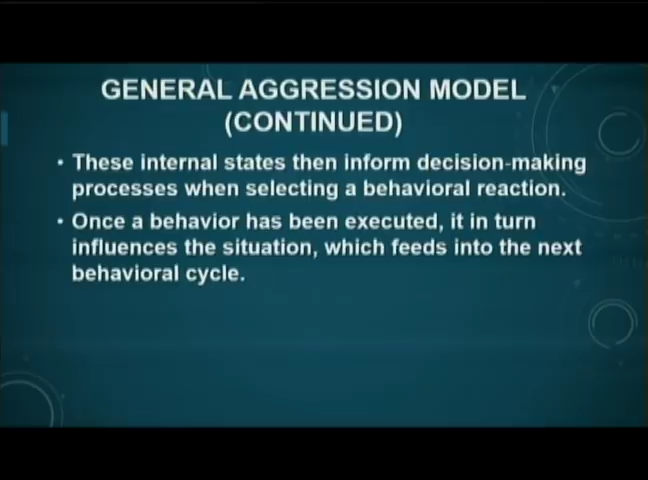 GENERAL AGGRESSION MODEL
(CONTINUED)
• These internal states then inform decision-making
processes when selecting a behavioral reaction.
• Once a behavior has been executed, it in turn
influences the situation, which feeds into the next
behavioral cycle.